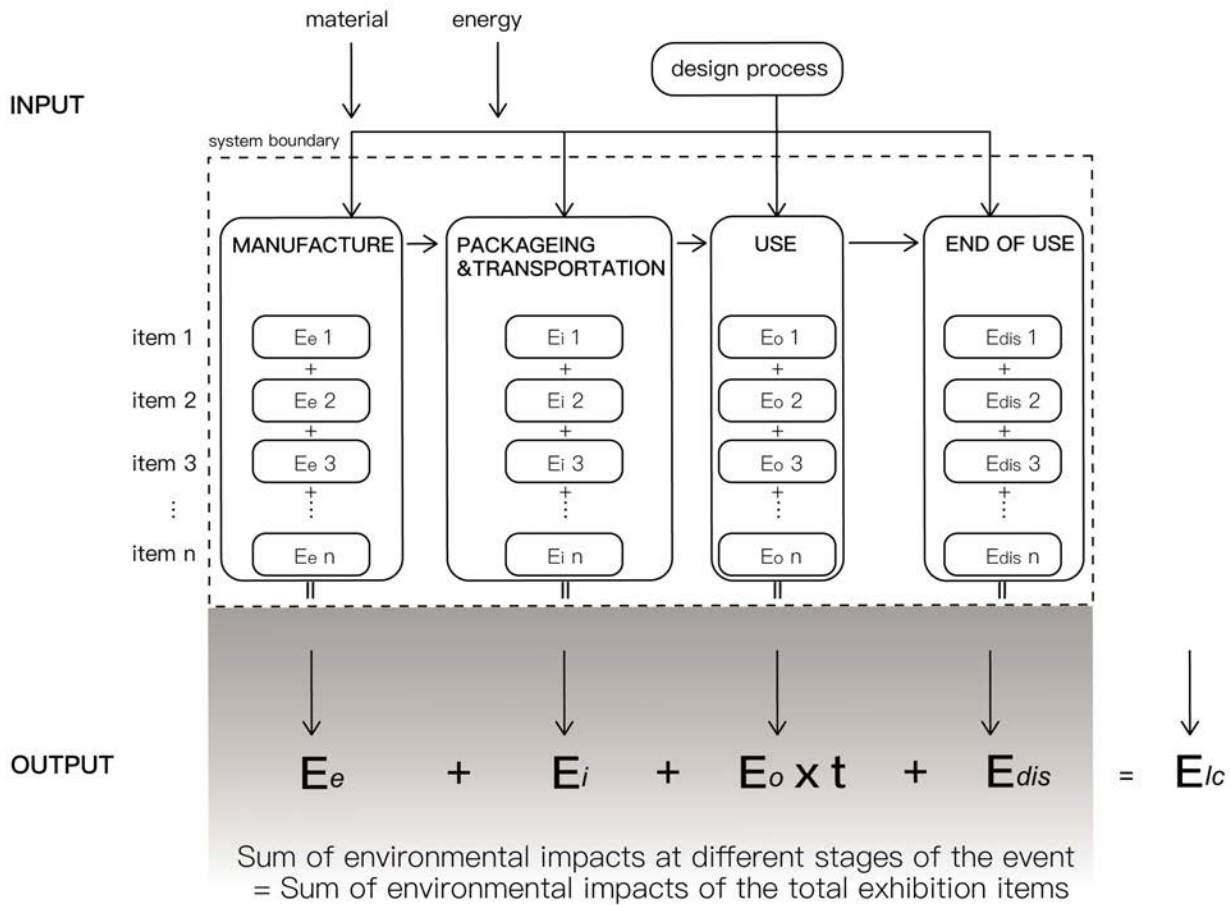 material energy
design process
INPUT
system boundary
MANUFACTURE PACKAGEING USE END OF USE
&TRANSPORTATION
item 1 Ee 1 Ei 1 Eo 1 Edis 1
+ + + +
item 2 Ee 2 Ei 2 Eo 2 Edis 2
+ + + +
item 3 Ee 3 Ei 3 Eo 3 Edis 3
+ + + +
⋮ ⋮ ⋮ ⋮ ⋮
item n Ee n Ei n Eo n Edis n
|| || || ||
OUTPUT Ee + Ei + Eo x t + Edis = Elc
Sum of environmental impacts at different stages of the event
= Sum of environmental impacts of the total exhibition items